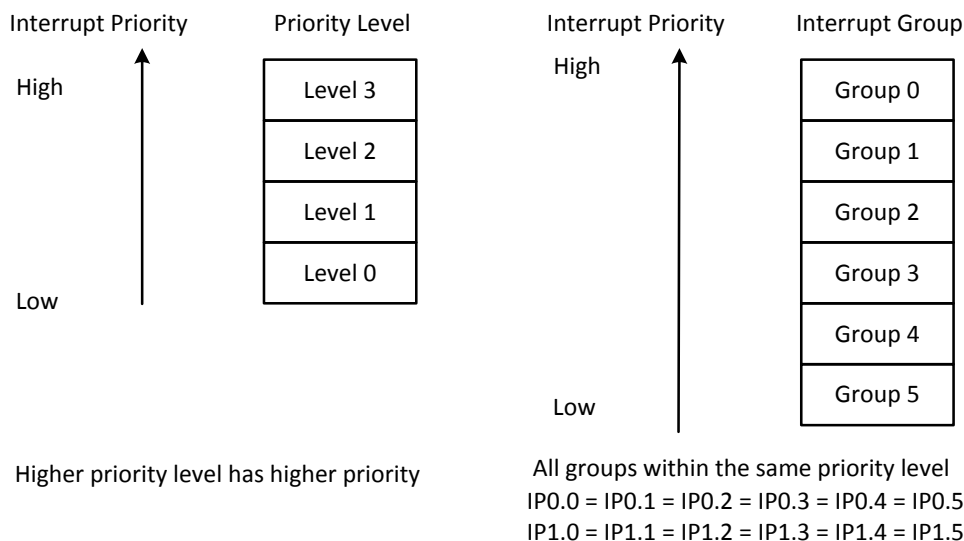 Interrupt Priority
Priority Level
High
Level 3
Level 2
Level 1
Level 0
Low
Higher priority level has higher priority
Interrupt Priority
Interrupt Group
High
Group 0
Group 1
Group 2
Group 3
Group 4
Group 5
Low
All groups within the same priority level
IP0.0 = IP0.1 = IP0.2 = IP0.3 = IP0.4 = IP0.5
IP1.0 = IP1.1 = IP1.2 = IP1.3 = IP1.4 = IP1.5